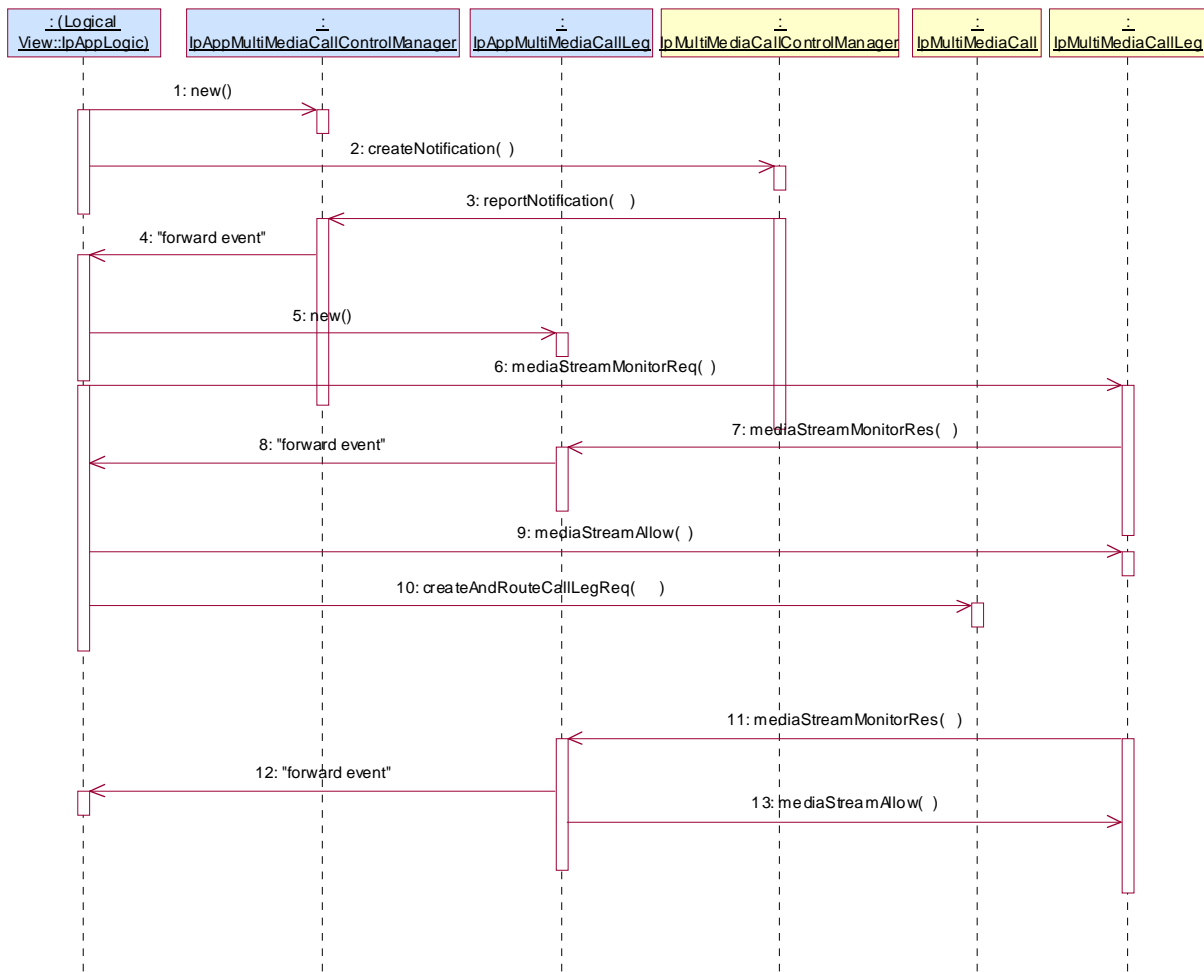 : (Logical
View::IpAppLogic)
:
IpAppMultiMediaCallControlManager
:
IpAppMultiMediaCallLeg
:
IpMultiMediaCallControlManager
:
IpMultiMediaCall
:
IpMultiMediaCallLeg
1: new()
2: createNotification( )
3: reportNotification( )
4: "forward event"
5: new()
6: mediaStreamMonitorReq( )
7: mediaStreamMonitorRes( )
8: "forward event"
9: mediaStreamAllow( )
10: createAndRouteCallLegReq( )
11: mediaStreamMonitorRes( )
12: "forward event"
13: mediaStreamAllow( )